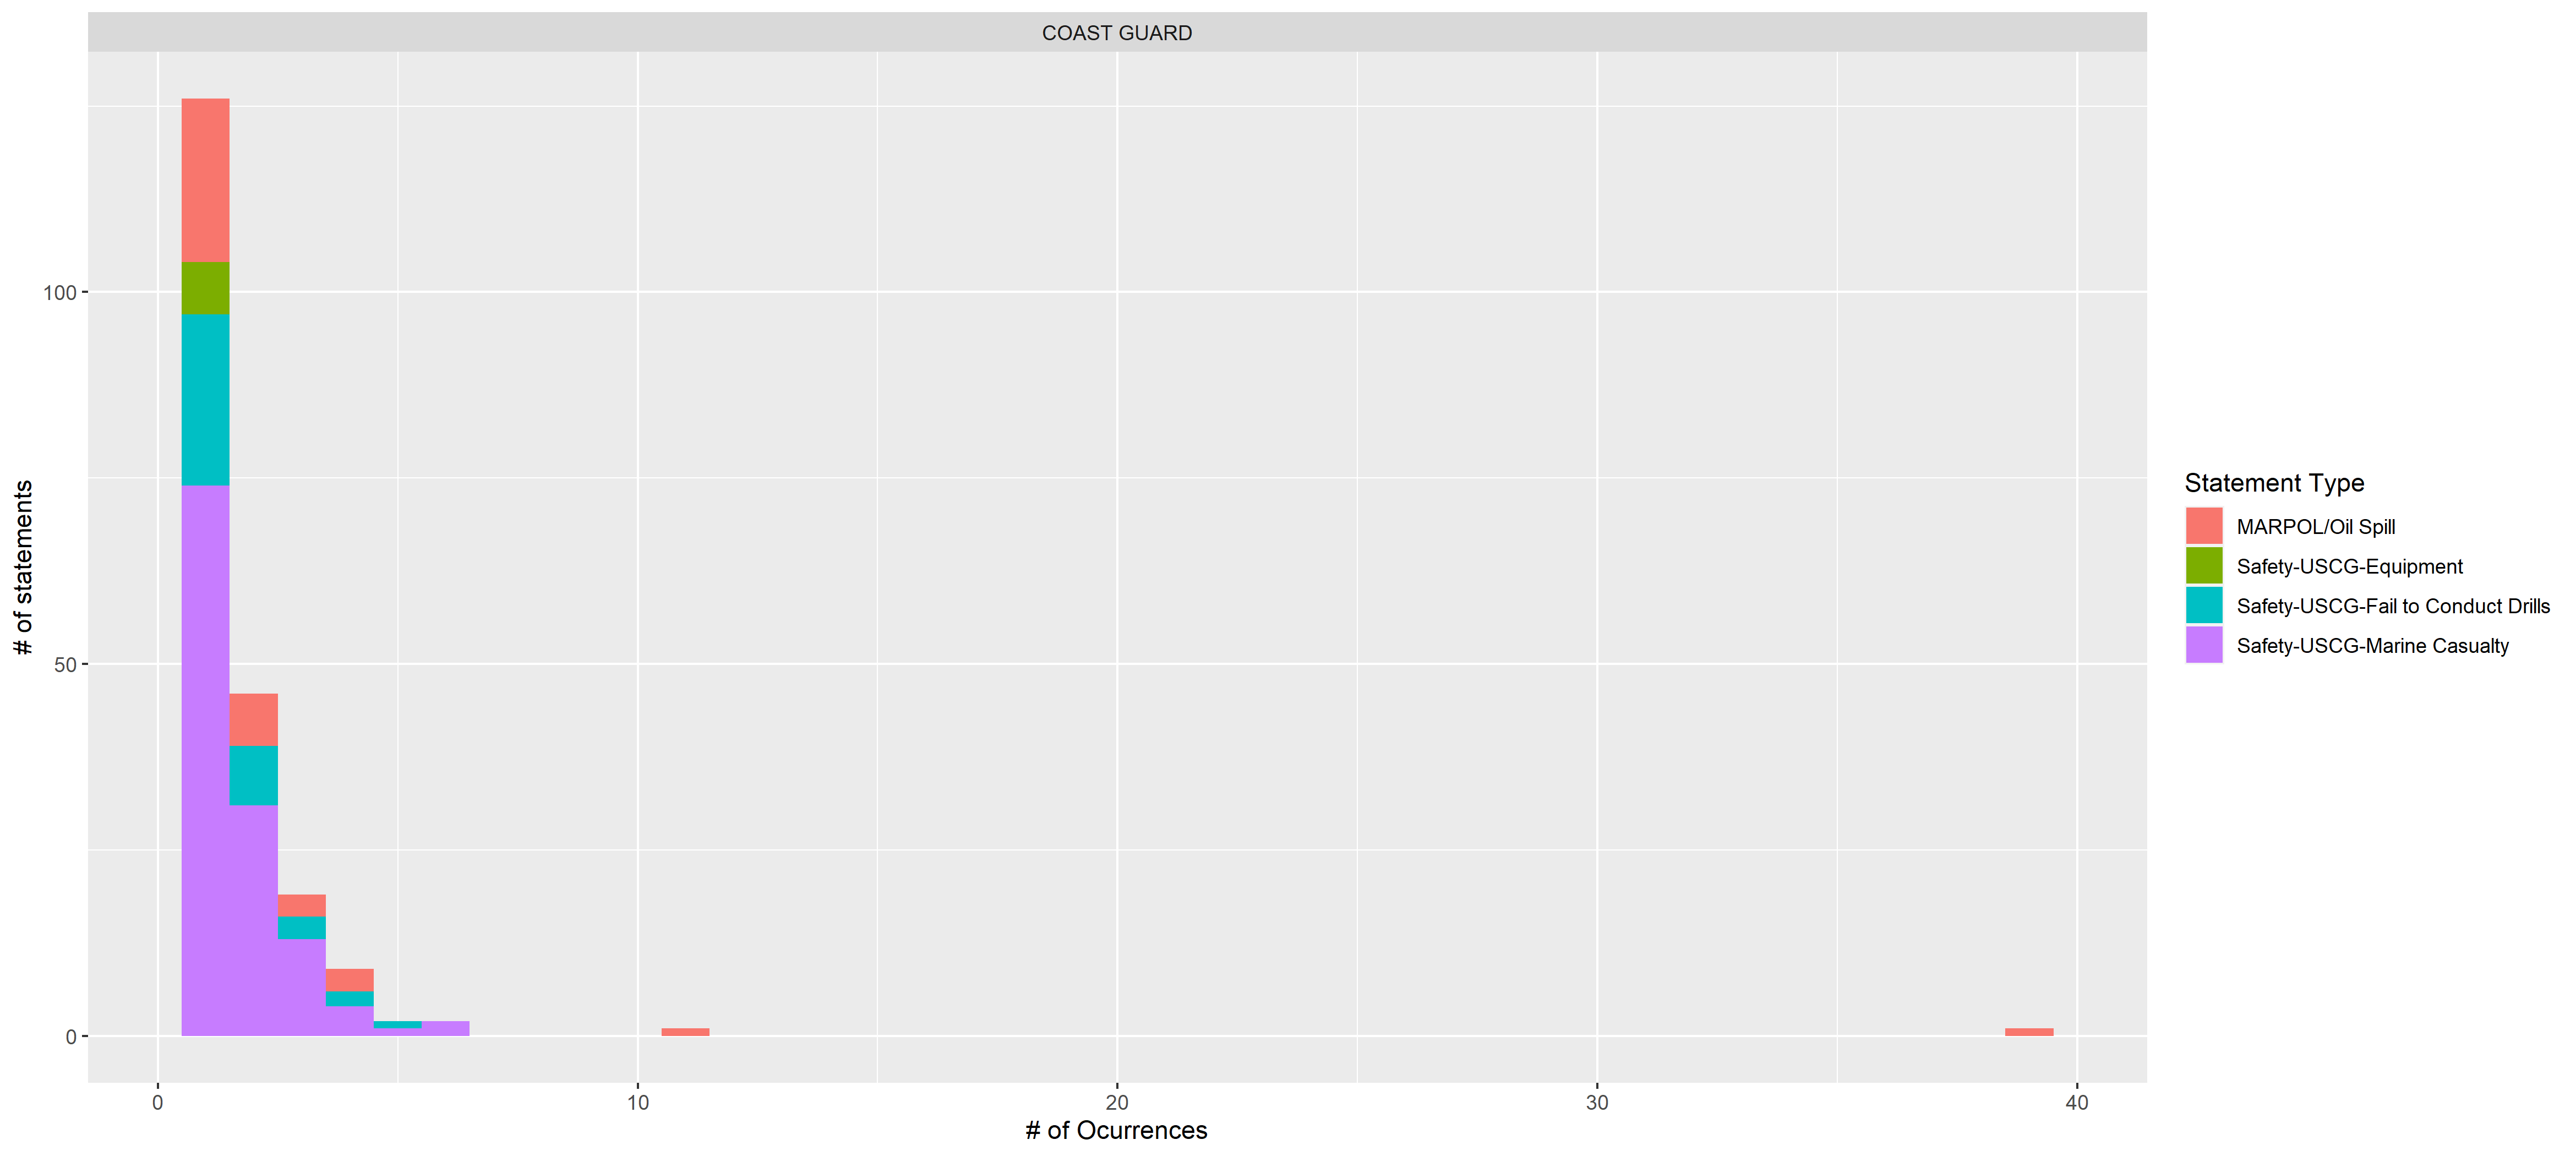 COAST GUARD
100
50
0
# of statements
0
10
20
30
40
# of Ocurrences
Statement Type
MARPOL/Oil Spill
Safety-USCG-Equipment
Safety-USCG-Fail to Conduct Drills
Safety-USCG-Marine Casualty